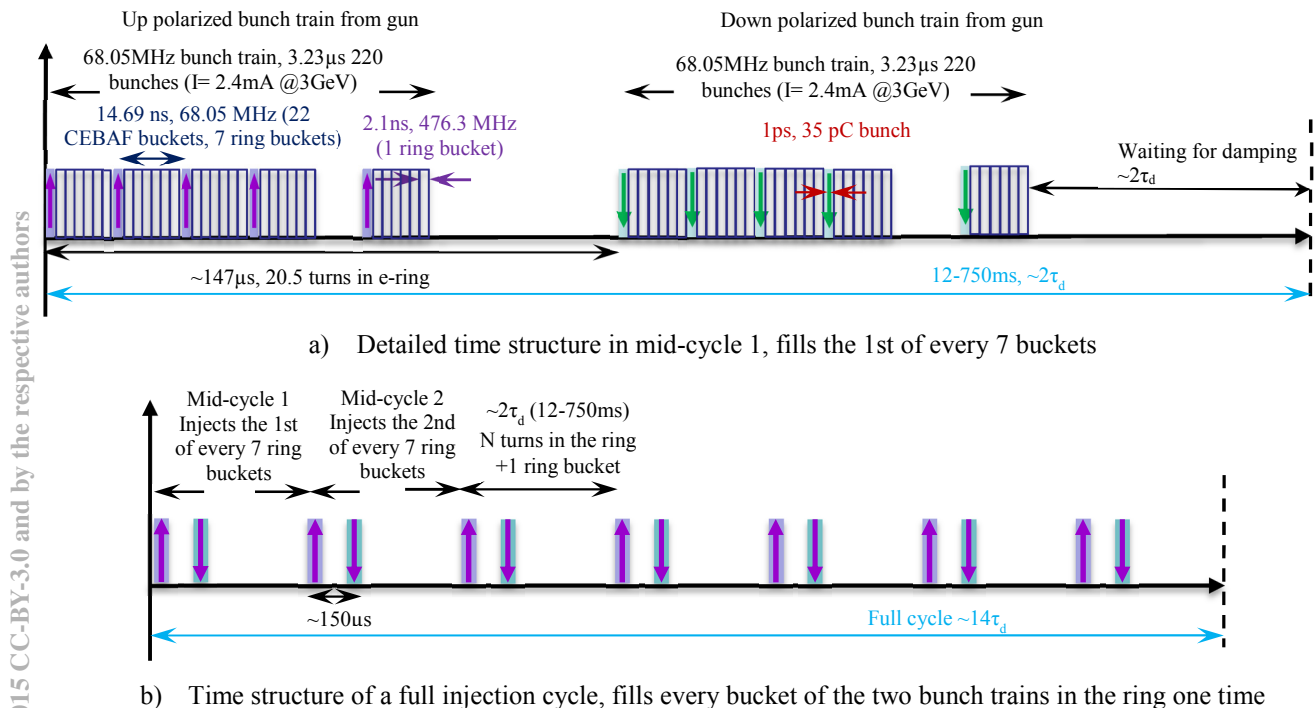 Up polarized bunch train from gun
Down polarized bunch train from gun
68.05MHz bunch train, 3.23μs 220
bunches (I= 2.4mA @3GeV)
68.05MHz bunch train, 3.23μs 220
bunches (I= 2.4mA @3GeV)
14.69 ns, 68.05 MHz (22
CEBAF buckets, 7 ring buckets)
2.1ns, 476.3 MHz
(1 ring bucket)
1ps, 35 pC bunch
Waiting for damping
~2τd
~147μs, 20.5 turns in e-ring
12-750ms, ~2τd
a) Detailed time structure in mid-cycle 1, fills the 1st of every 7 buckets
Mid-cycle 1
Injects the 1st
of every 7 ring
buckets
Mid-cycle 2
Injects the 2nd
of every 7 ring
buckets
~2τd (12-750ms)
N turns in the ring
+1 ring bucket
~150μs
Full cycle ~14τd
b) Time structure of a full injection cycle, fills every bucket of the two bunch trains in the ring one time
015 CC-BY-3.0 and by the respective authors